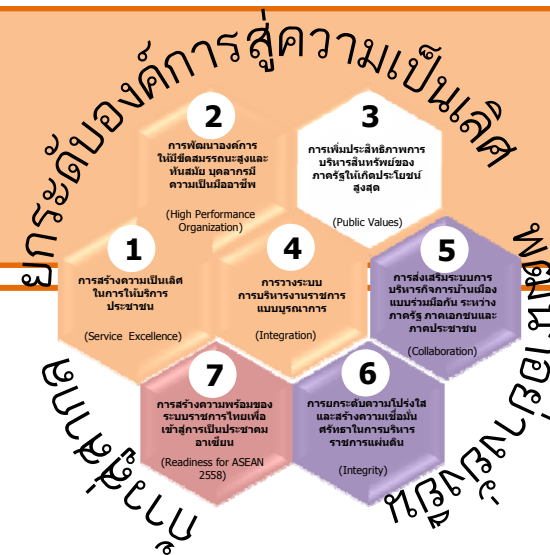 ยกระดับองค์การสู่ความเป็นเลิศ
2
การพัฒนาองค์การ
ให้มีขีดสมรรถนะสูงและ
ทันสมัย บุคลากรมี
ความเป็นมืออาชีพ
(High Performance
Organization)
3
การเพิ่มประสิทธิภาพการ
บริหารสินทรัพย์ของ
ภาครัฐให้เกิดประโยชน์
สูงสุด
(Public Values)
1
การสร้างความเป็นเลิศ
ในการให้บริการ
ประชาชน
(Service Excellence)
4
การวางระบบ
การบริหารงานราชการ
แบบบูรณาการ
(Integration)
5
การส่งเสริมระบบการ
บริหารกิจการบ้านเมือง
แบบร่วมมือกัน ระหว่าง
ภาครัฐ ภาคเอกชนและ
ภาคประชาชน
(Collaboration)
7
การสร้างความพร้อมของ
ระบบราชการไทยเพื่อ
เข้าสู่การเป็นประชาคม
อาเซียน
(Readiness for ASEAN
2558)
6
การยกระดับความโปร่งใส
และสร้างความเชื่อมั่น
ศรัทธาในการบริหาร
ราชการแผ่นดิน
(Integrity)
พัฒนาอย่างยั่งยืน
ก้าวสู่สากล